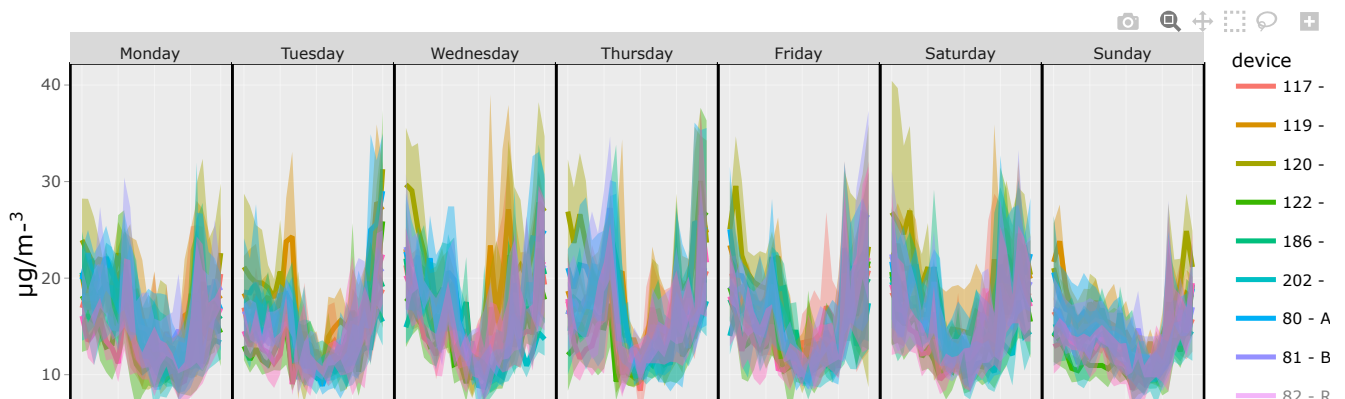 Monday Tuesday Wednesday Thursday Friday Saturday Sunday
device
40
30
20
10
µg/m-³
117 -
119 -
120 -
122 -
186 -
202 -
80 - A
81 - B
82 - R